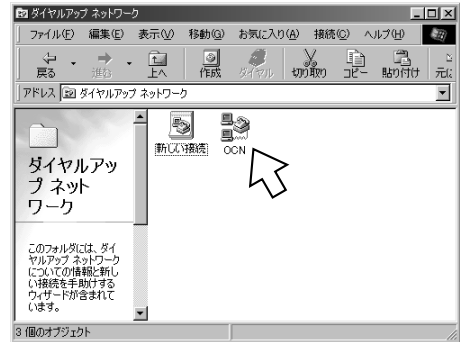 ダイヤルアップ ネットワーク
ファイル(F) 編集(E) 表示(V) 移動(G) お気に入り(A) 接続(C) ヘルプ(H)
戻る 進む 上へ 作成 ダイヤル 切り取り コピー 貼り付け 元に
アドレス ダイヤルアップ ネットワーク
新しい接続 OCN
ダイヤルアッ
プ ネット
ワーク
このフォルダには、ダイ
ヤルアップ ネットワーク
についての情報と新し
い接続を手助けする
ウィザードが含まれて
います。
3 個のオブジェクト